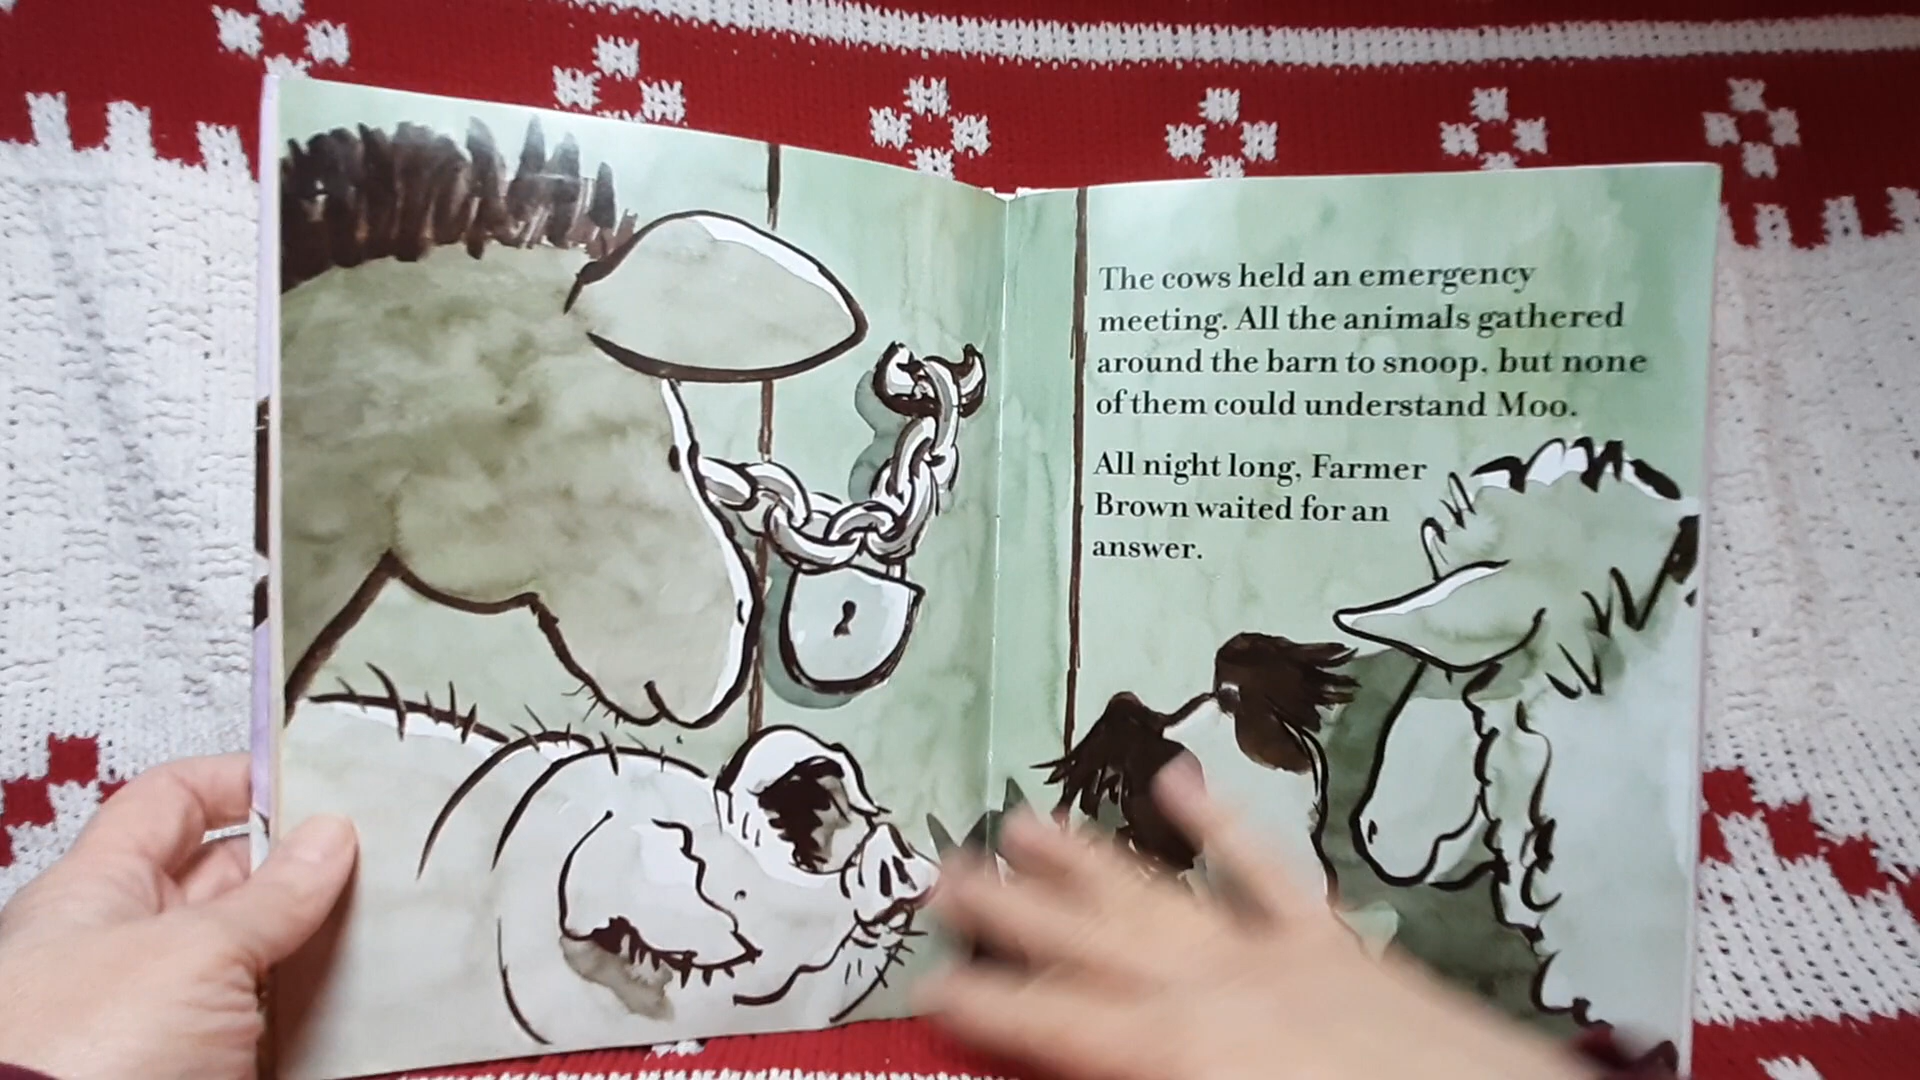 The cows held an emergency
meeting. All the animals gathered
around the barn to snoop, but none
of them could understand Moo.
All night long, Farmer
Brown waited for an
answer.